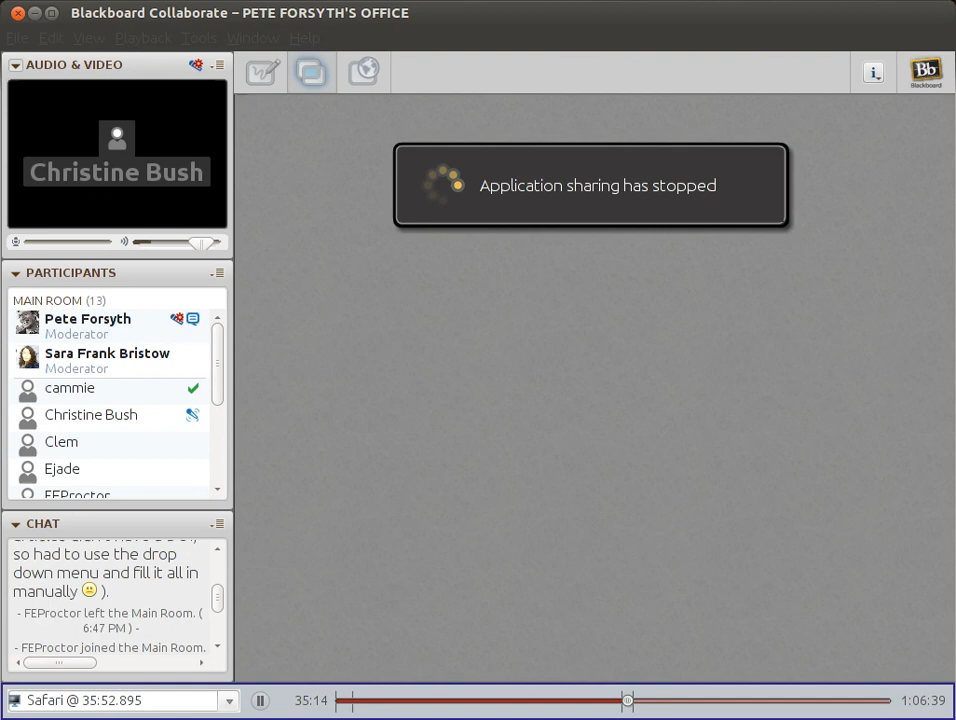 Blackboard Collaborate – PETE FORSYTH'S OFFICE
File Edit View Playback Tools Window Help
AUDIO & VIDEO
Christine Bush
i
Bb
Blackboard
Application sharing has stopped
PARTICIPANTS
MAIN ROOM (13)
Pete Forsyth
Moderator
Sara Frank Bristow
Moderator
cammie
Christine Bush
Clem
Ejade
FEProctor
CHAT
so had to use the drop
down menu and fill it all in
manually ).
- FEProctor left the Main Room. (
6:47 PM ) -
- FEProctor joined the Main Room.
Safari @ 35:52.895
35:14
1:06:39